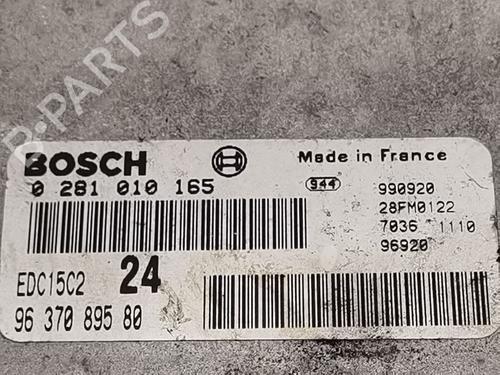 B-PARTS
BOSCH
Made in France
0 281 010 165
944
990920
28FM0122
7036 1110
96920
EDC15C2
24
96 370 895 80